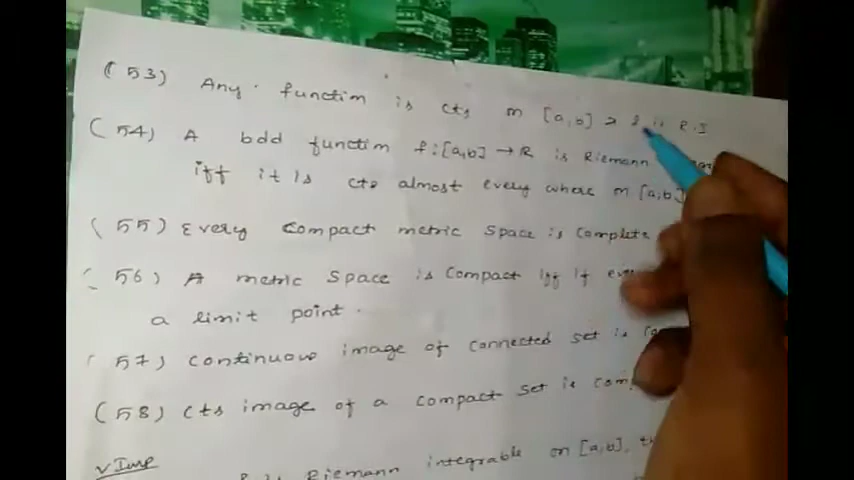 (53) Any function is cts on [a,b] ⇒ it is R.I
(54) A bdd function f:[a,b] → R is Riemann
iff it is cts almost every where on [a,b]
(55) Every compact metric space is complete
(56) A metric space is compact iff if
a limit point.
(57) continuous image of connected set is
(58) cts image of a compact set is
v Imp
Riemann integrable on [a,b],